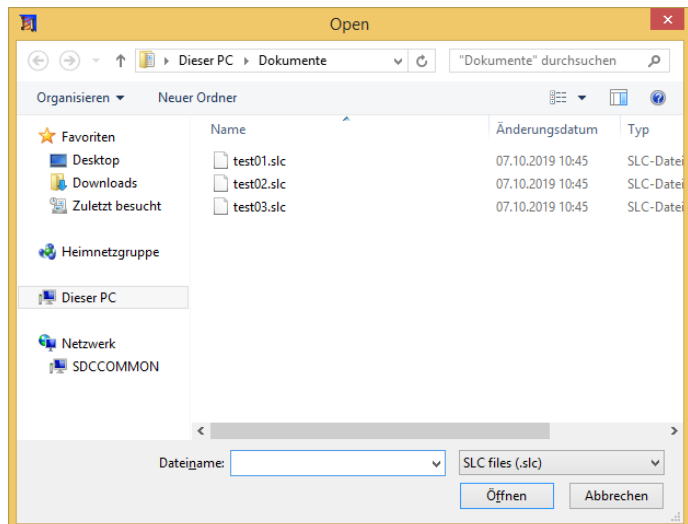 Open
Dieser PC Dokumente "Dokumente" durchsuchen
Organisieren Neuer Ordner
Name Änderungsdatum Typ
Favoriten
Desktop
Downloads
Zuletzt besucht
Heimnetzgruppe
Dieser PC
Netzwerk
SDCCOMMON
test01.slc 07.10.2019 10:45 SLC-Datei
test02.slc 07.10.2019 10:45 SLC-Datei
test03.slc 07.10.2019 10:45 SLC-Datei
Dateiname: SLC files (.slc)
Öffnen Abbrechen